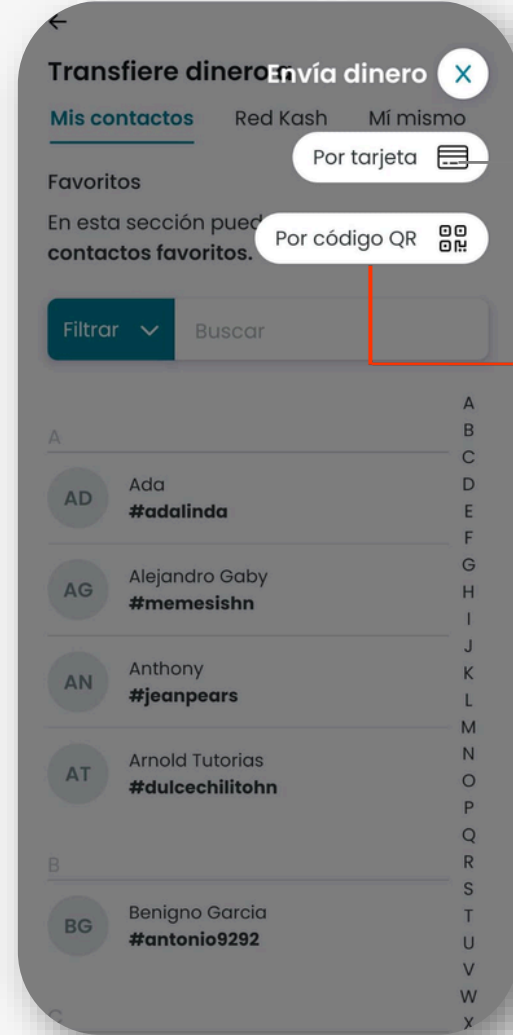 Transfiere dinero
Envía dinero
Mis contactos Red Kash Mí mismo
Por tarjeta
Favoritos
En esta sección
contactos favoritos.
Por código QR
Filtrar Buscar
A
AD Ada
#adalinda
AG Alejandro Gaby
#memesishn
AN Anthony
#jeanpears
AT Arnold Tutorias
#dulcechilitohn
B
BG Benigno Garcia
#antonio9292
A
B
C
D
E
F
G
H
I
J
K
L
M
N
O
P
Q
R
S
T
U
V
W
X